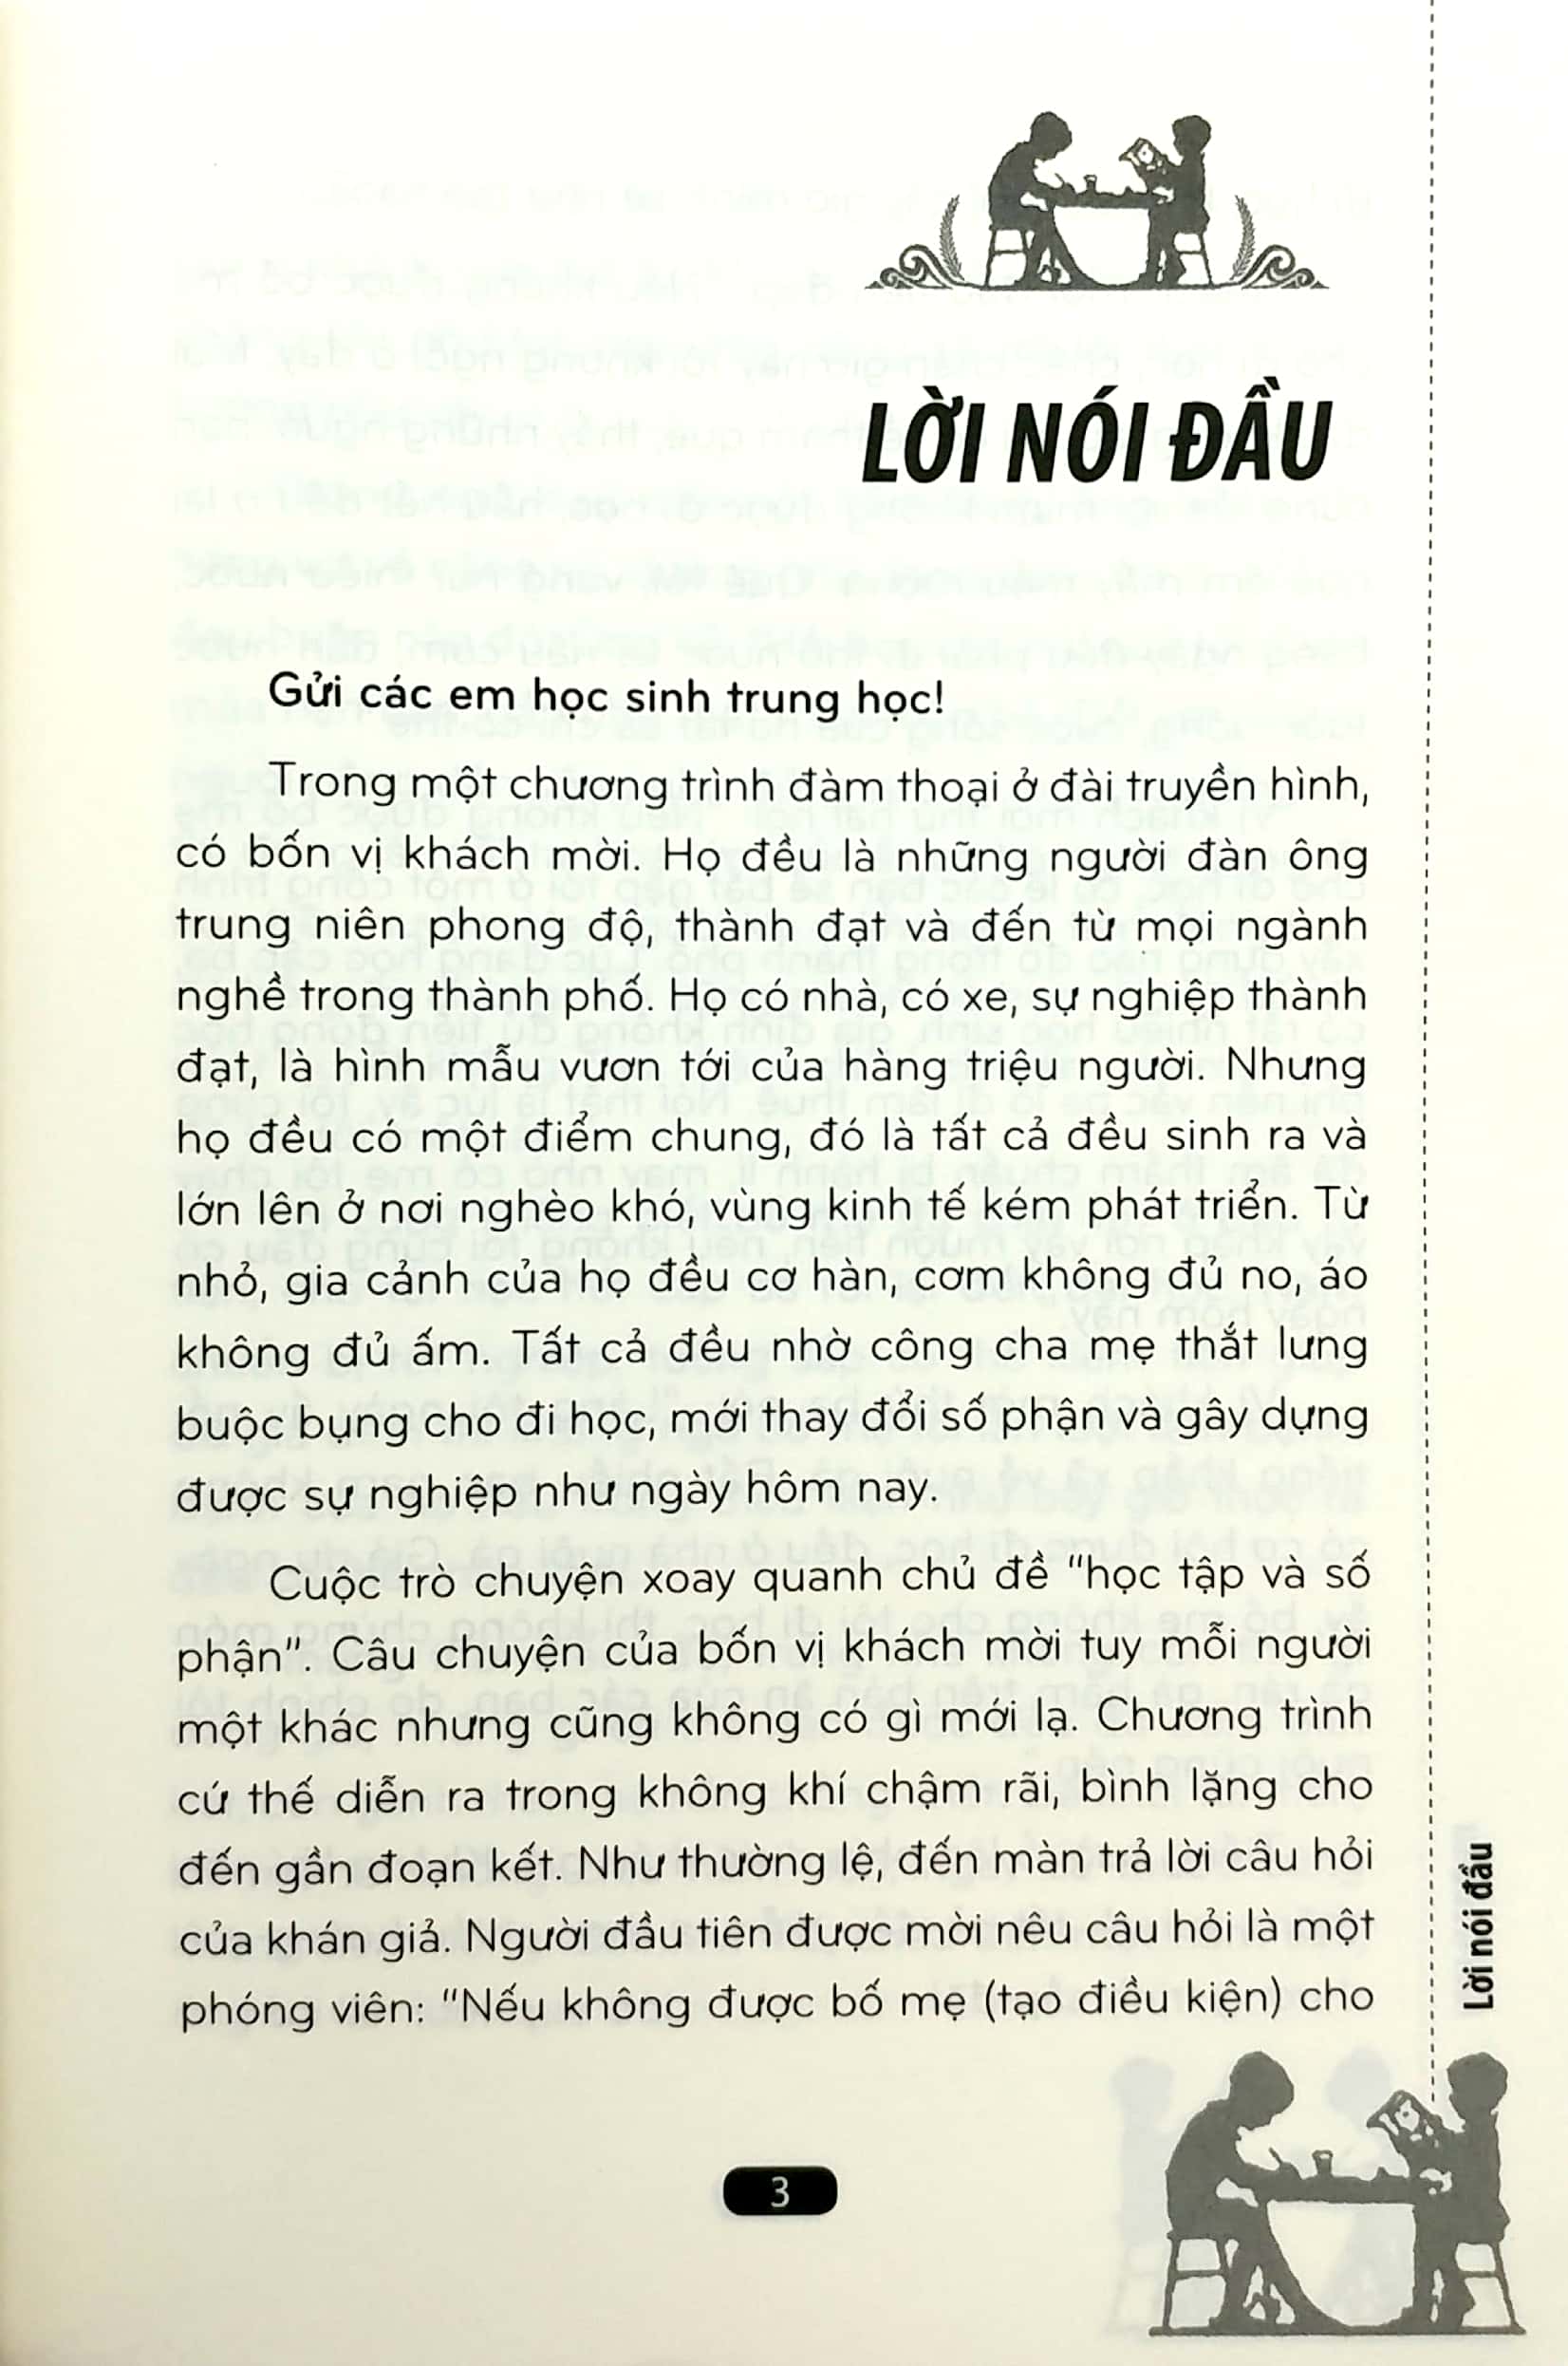 LỜI NÓI ĐẦU
Gửi các em học sinh trung học!
Trong một chương trình đàm thoại ở đài truyền hình,
có bốn vị khách mời. Họ đều là những người đàn ông
trung niên phong độ, thành đạt và đến từ mọi ngành
nghề trong thành phố. Họ có nhà, có xe, sự nghiệp thành
đạt, là hình mẫu vươn tới của hàng triệu người. Nhưng
họ đều có một điểm chung, đó là tất cả đều sinh ra và
lớn lên ở nơi nghèo khó, vùng kinh tế kém phát triển. Từ
nhỏ, gia cảnh của họ đều cơ hàn, cơm không đủ no, áo
không đủ ấm. Tất cả đều nhờ công cha mẹ thắt lưng
buộc bụng cho đi học, mới thay đổi số phận và gây dựng
được sự nghiệp như ngày hôm nay.
Cuộc trò chuyện xoay quanh chủ đề "học tập và số
phận". Câu chuyện của bốn vị khách mời tuy mỗi người
một khác nhưng cũng không có gì mới lạ. Chương trình
cứ thế diễn ra trong không khí chậm rãi, bình lặng cho
đến gần đoạn kết. Như thường lệ, đến màn trả lời câu hỏi
của khán giả. Người đầu tiên được mời nêu câu hỏi là một
phóng viên: "Nếu không được bố mẹ (tạo điều kiện) cho
Lời nói đầu
3